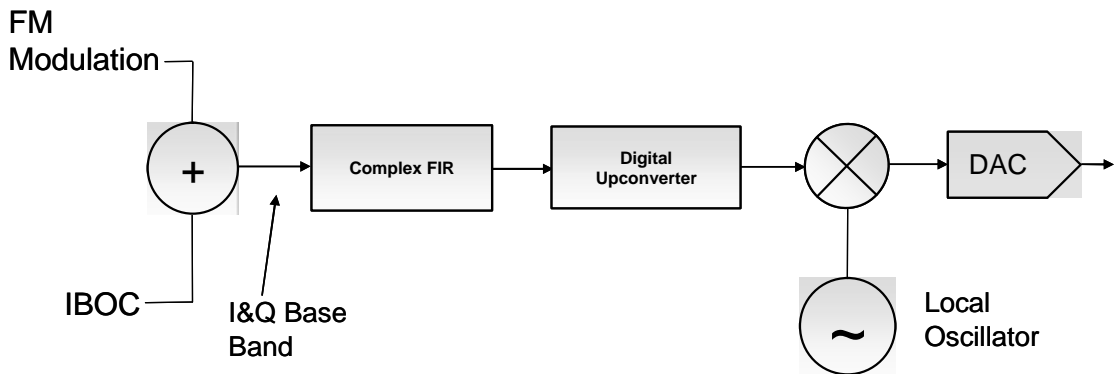 FM
Modulation
+
Complex FIR
Digital
Upconverter
DAC
IBOC
I&Q Base
Band
~
Local
Oscillator